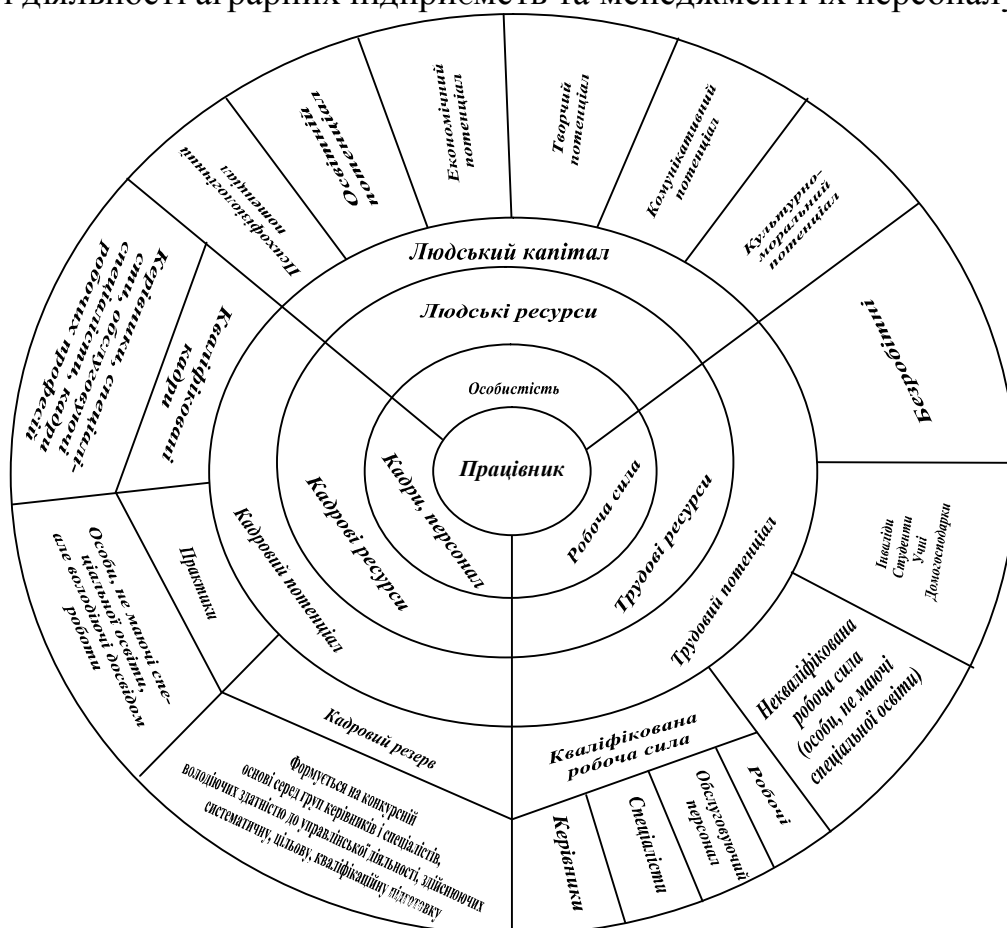 і діяльності аграрних підприємств та менеджменті їх персоналу
Психофізіологічний
потенціал
Освітній
потенціал
Економічний
потенціал
Творчий
потенціал
Комунікативний
потенціал
Культурно-
моральний
потенціал
Людський капітал
Людські ресурси
Особистість
Працівник
Кадри, персонал
Кадрові ресурси
Кадровий потенціал
Робоча сила
Трудові ресурси
Трудовий потенціал
Керівники, спеціалі-
сти, обслуговуючі
спеціалісти, кадри
робочих професій
Кваліфіковані
кадри
Практики
Особи, не маючі спе-
ціальної освіти,
але володіючі досвідом
роботи
Кадровий резерв
Формується на конкурсній
основі серед груп керівників і спеціалістів,
володіючих здатністю до управлінської діяльності, здійснюючих
систематичну, цільову, кваліфікаційну підготовку
Безробітні
Інваліди
Студенти
Учні
Домогосподарки
Некваліфікована
робоча сила
(особи, не маючі
спеціальної освіти)
Кваліфікована
робоча сила
Керівники
Спеціалісти
Обслуговуючий
персонал
Робочі